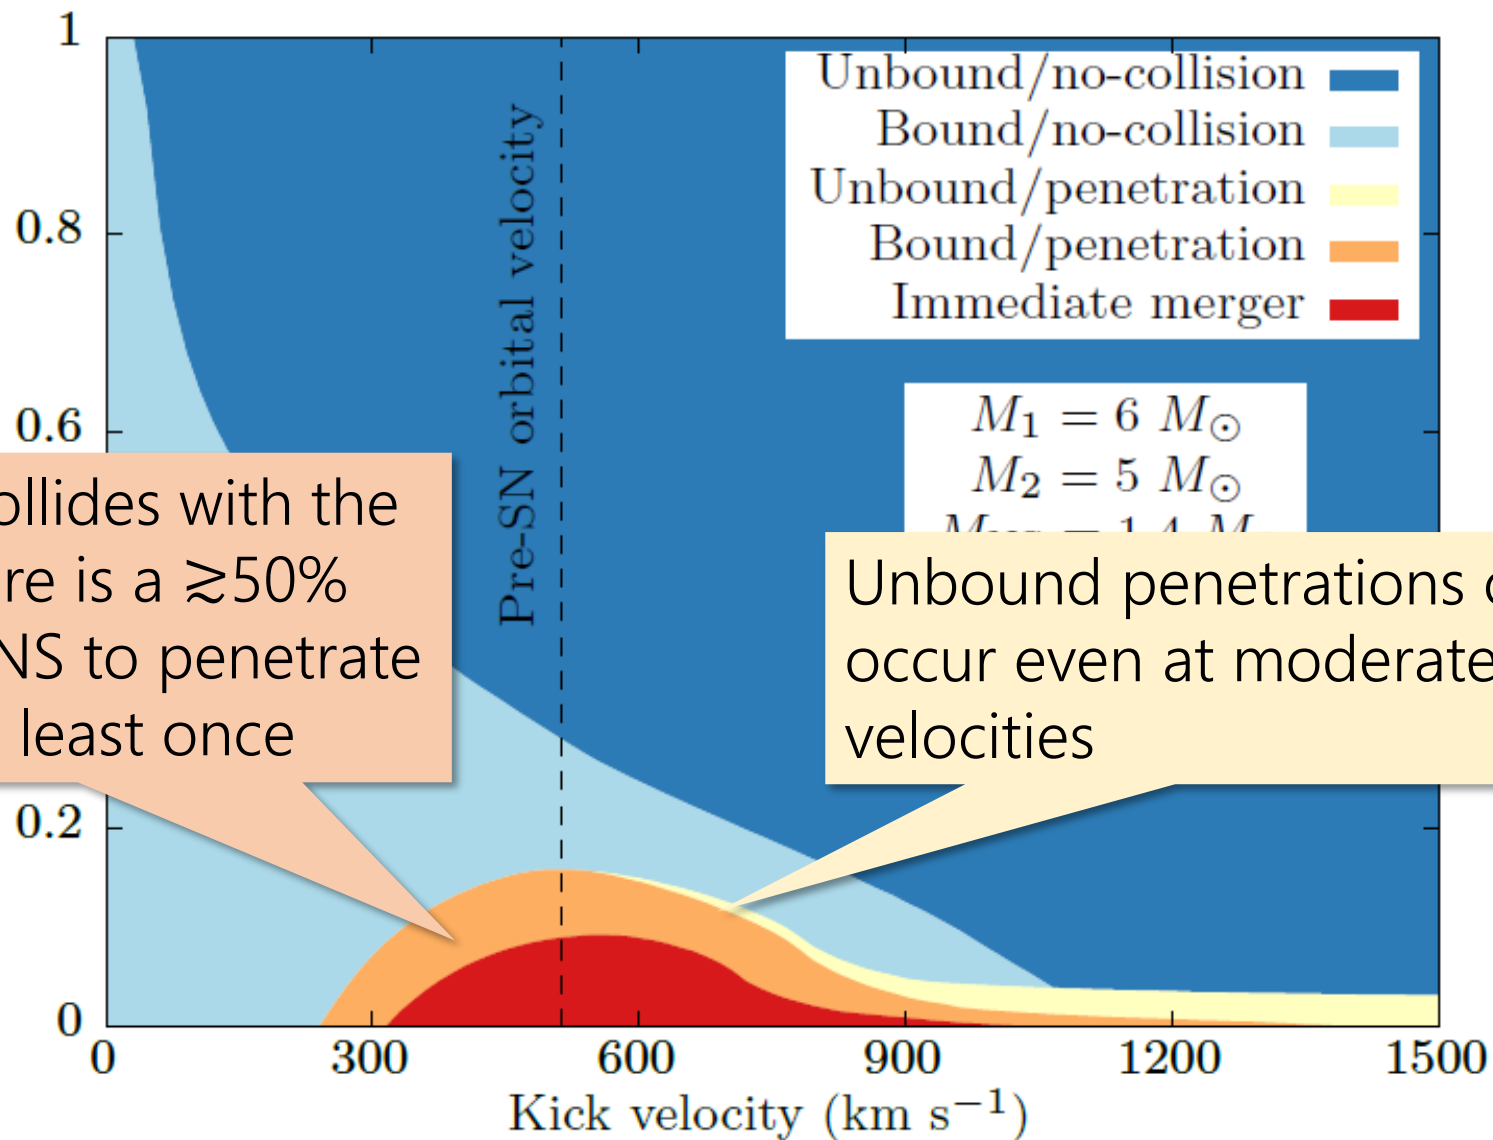 1
0.8
0.6
0.2
0
0
300
600
900
1200
1500
Kick velocity (km s⁻¹)
Pre-SN orbital velocity
Unbound/no-collision
Bound/no-collision
Unbound/penetration
Bound/penetration
Immediate merger
M₁ = 6 M⊙
M₂ = 5 M⊙
with the
is a ≳50%
NS to penetrate
least once
Unbound penetrations
occur even at moderate
velocities